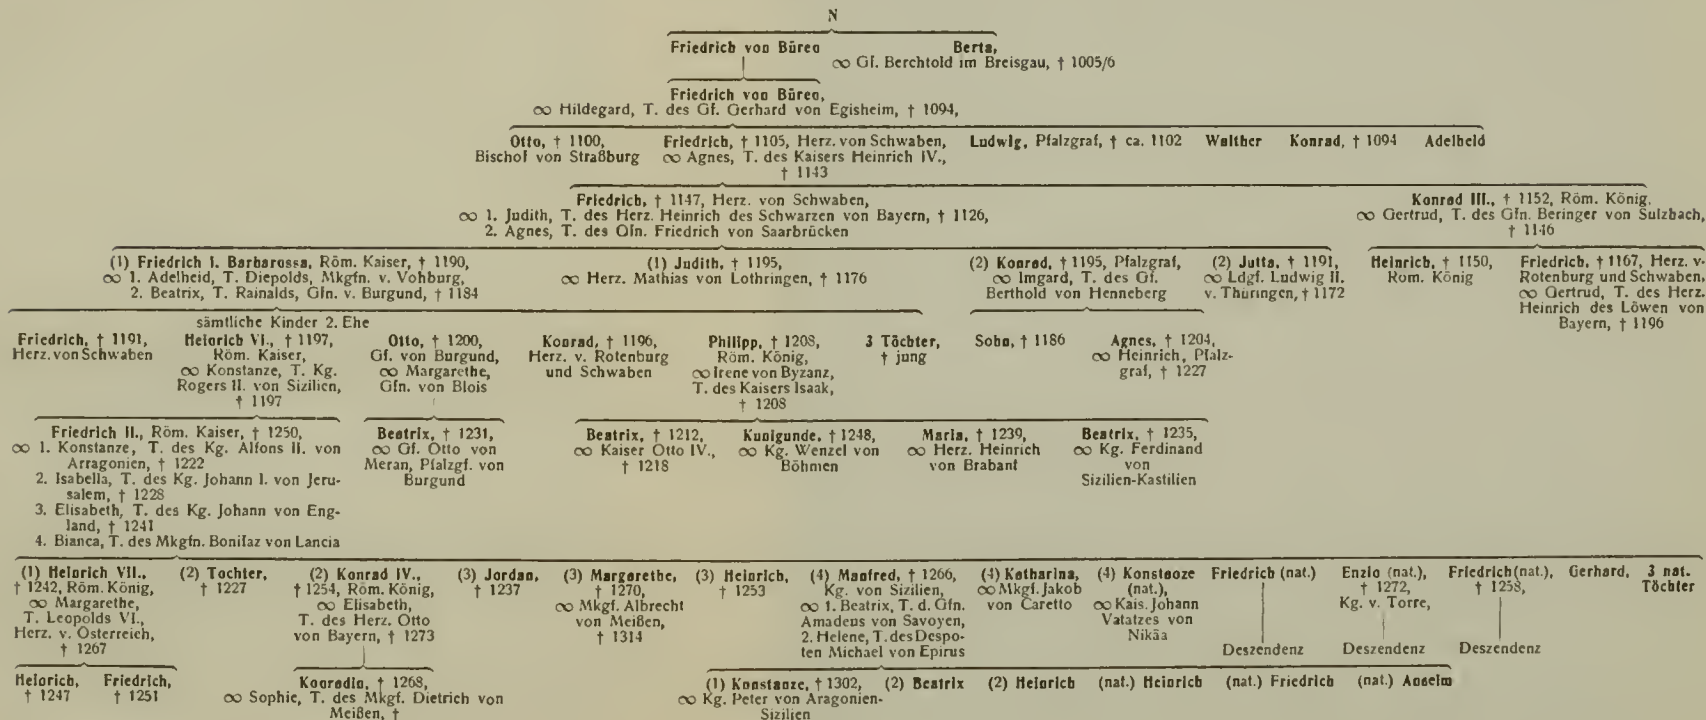 N
Friedrich von Büren
Berta,
∞ Gf. Berchtold im Breisgau, † 1005/6
Friedrich von Büren,
∞ Hildegard, T. des Gf. Gerhard von Egisheim, † 1094,
Otto, † 1100,
Bischof von Straßburg
Friedrich, † 1105, Herz. von Schwaben,
∞ Agnes, T. des Kaisers Heinrich IV.,
† 1143
Ludwig, Pfalzgraf, † ca. 1102
Walther
Konrad, † 1094
Adelheid
Friedrich, † 1147, Herz. von Schwaben,
∞ 1. Judith, T. des Herz. Heinrich des Schwarzen von Bayern, † 1126,
2. Agnes, T. des Gfn. Friedrich von Saarbrücken
Konrad III., † 1152, Röm. König,
∞ Gertrud, T. des Gfn. Beringer von Sulzbach,
† 1146
(1) Friedrich I. Barbarossa, Röm. Kaiser, † 1190,
∞ 1. Adelheid, T. Diepolds, Mkgfn. v. Vohburg,
2. Beatrix, T. Rainalds, Gfn. v. Burgund, † 1184
(1) Judith, † 1195,
∞ Herz. Mathias von Lothringen, † 1176
(2) Konrad, † 1195, Pfalzgraf,
∞ Imgard, T. des Gf.
Berthold von Henneberg
(2) Jutta, † 1191,
∞ Ldgf. Ludwig II.
v. Thüringen, † 1172
Heinrich, † 1150,
Rom. König
Friedrich, † 1167, Herz. v.
Rotenburg und Schwaben,
∞ Gertrud, T. des Herz.
Heinrich des Löwen von
Bayern, † 1196
sämtliche Kinder 2. Ehe
Friedrich, † 1191,
Herz. von Schwaben
Heinrich VI., † 1197,
Röm. Kaiser,
∞ Konstanze, T. Kg.
Rogers II. von Sizilien,
† 1197
Otto, † 1200,
Gf. von Burgund,
∞ Margarethe,
Gfn. von Blois
Konrad, † 1196,
Herz. v. Rotenburg
und Schwaben
Philipp, † 1208,
Röm. König,
∞ Irene von Byzanz,
T. des Kaisers Isaak,
† 1208
3 Töchter,
† jung
Sohn, † 1186
Agnes, † 1204,
∞ Heinrich, Pfalz-
graf, † 1227
Friedrich II., Röm. Kaiser, † 1250,
∞ 1. Konstanze, T. des Kg. Alfons II. von
Arragonien, † 1222
2. Isabella, T. des Kg. Johann I. von Jeru-
salem, † 1228
3. Elisabeth, T. des Kg. Johann von Eng-
land, † 1241
4. Bianca, T. des Mkgfn. Bonifaz von Lancia
Beatrix, † 1231,
∞ Gf. Otto von
Meran, Pfalzgf. von
Burgund
Beatrix, † 1212,
∞ Kaiser Otto IV.,
† 1218
Kunigunde, † 1248,
∞ Kg. Wenzel von
Böhmen
Maria, † 1239,
∞ Herz. Heinrich
von Brabant
Beatrix, † 1235,
∞ Kg. Ferdinand
von
Sizilien-Kastilien
(1) Heinrich VII.,
† 1242, Röm. König,
∞ Margarethe,
T. Leopolds VI.,
Herz. v. Osterreich,
† 1267
(2) Tochter,
† 1227
(2) Konrad IV.,
† 1254, Röm. König,
∞ Elisabeth,
T. des Herz. Otto
von Bayern, † 1273
(3) Jordan,
† 1237
(3) Margarethe,
† 1270,
∞ Mkgf. Albrecht
von Meißen,
† 1314
(3) Heinrich,
† 1253
(4) Manfred, † 1266,
Kg. von Sizilien,
∞ 1. Beatrix, T. d. Gfn.
Amadeus von Savoyen,
2. Helene, T. des Despo-
ten Michael von Epirus
(4) Katharina,
∞ Mkgf. Jakob
von Caretto
(4) Konstanze
(nat.),
∞ Kais. Johann
Vatatzes von
Nikäa
Friedrich (nat.)
Deszendenz
Enzio (nat.),
† 1272,
Kg. v. Torre,
Deszendenz
Friedrich (nat.),
† 1258,
Deszendenz
Gerhard,
3 nat.
Töchter
Heinrich,
† 1247
Friedrich,
† 1251
Konradin, † 1268,
∞ Sophie, T. des Mkgf. Dietrich von
Meißen, †
(1) Konstanze, † 1302,
∞ Kg. Peter von Aragonien-
Sizilien
(2) Beatrix
(2) Heinrich
(nat.) Heinrich
(nat.) Friedrich
(nat.) Anselm